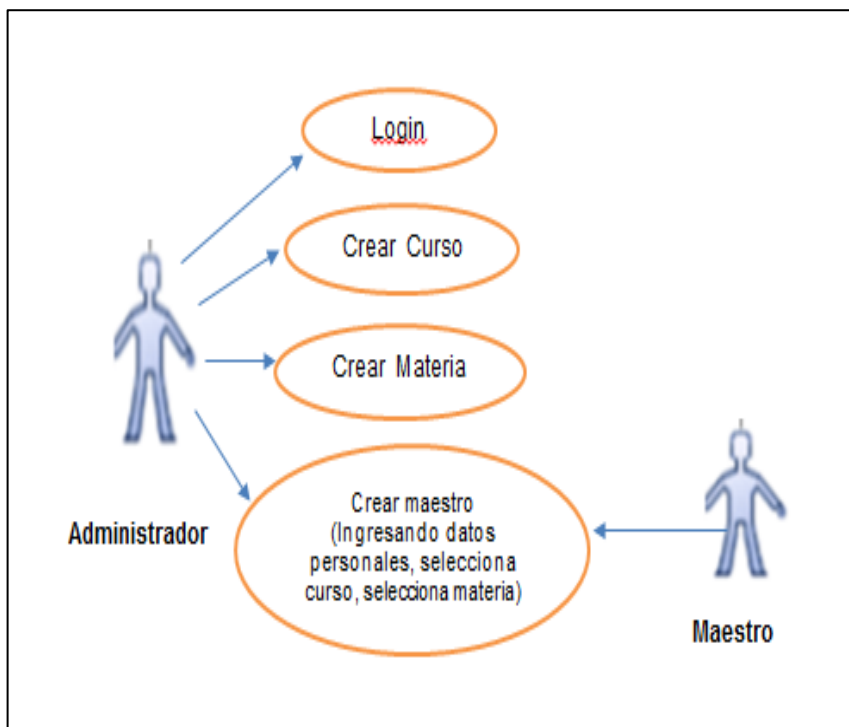 Login
Crear Curso
Crear Materia
Crear maestro
(Ingresando datos
personales, selecciona
curso, selecciona materia)
Administrador
Maestro